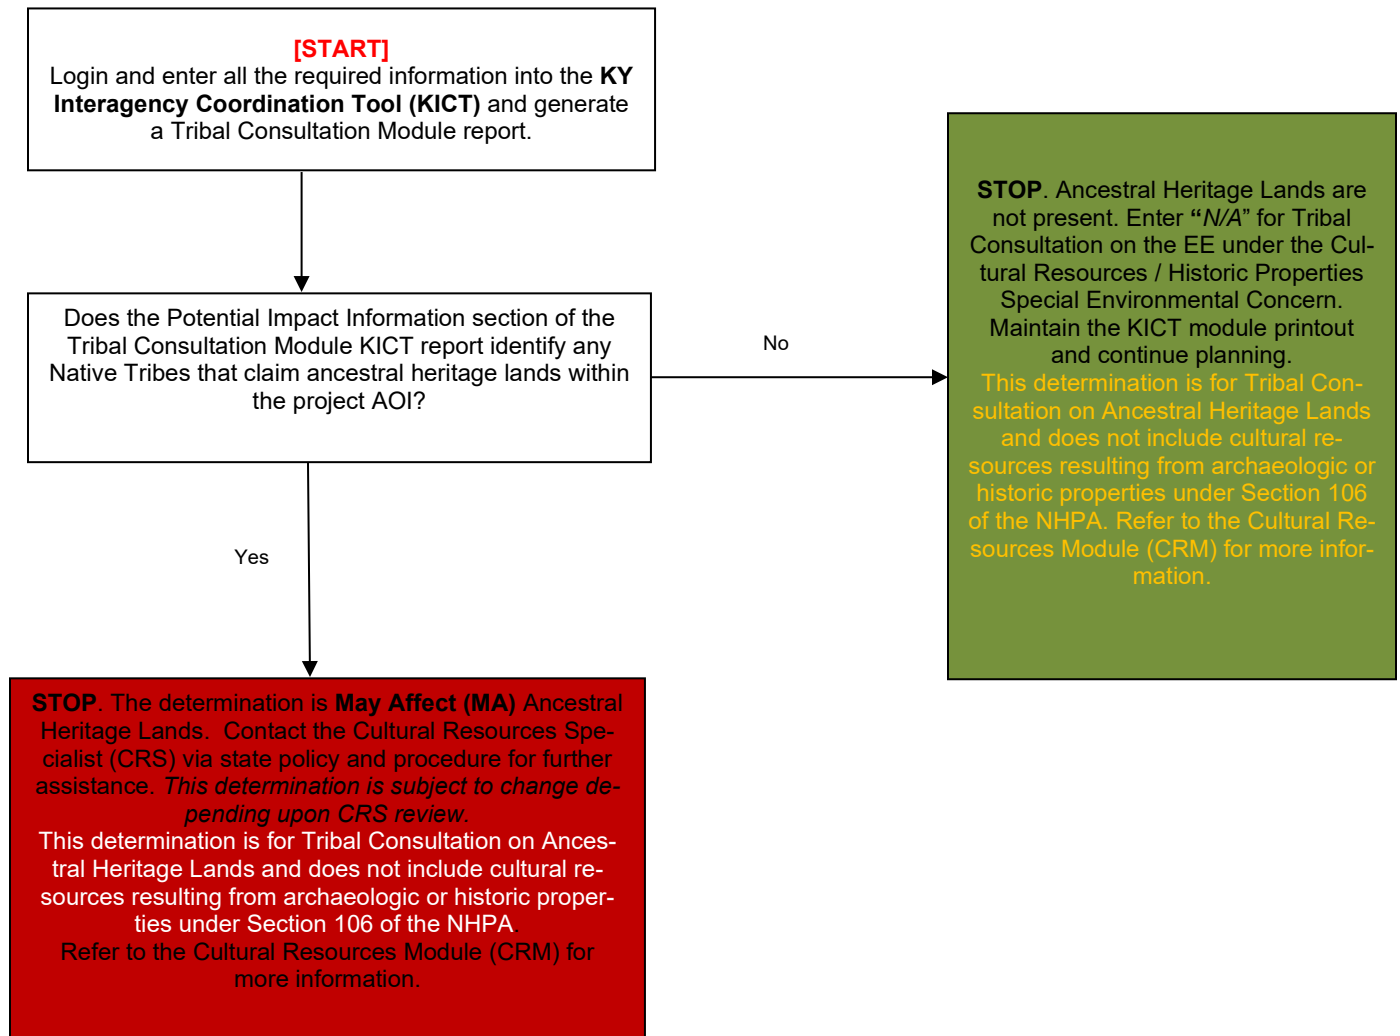 [START]
Login and enter all the required information into the KY
Interagency Coordination Tool (KICT) and generate
a Tribal Consultation Module report.
Does the Potential Impact Information section of the
Tribal Consultation Module KICT report identify any
Native Tribes that claim ancestral heritage lands within
the project AOI?
No
STOP. Ancestral Heritage Lands are
not present. Enter “N/A” for Tribal
Consultation on the EE under the Cul-
tural Resources / Historic Properties
Special Environmental Concern.
Maintain the KICT module printout
and continue planning.
This determination is for Tribal Con-
sultation on Ancestral Heritage Lands
and does not include cultural re-
sources resulting from archaeologic or
historic properties under Section 106
of the NHPA. Refer to the Cultural Re-
sources Module (CRM) for more infor-
mation.
Yes
STOP. The determination is May Affect (MA) Ancestral
Heritage Lands. Contact the Cultural Resources Spe-
cialist (CRS) via state policy and procedure for further
assistance. This determination is subject to change de-
pending upon CRS review.
This determination is for Tribal Consultation on Ances-
tral Heritage Lands and does not include cultural re-
sources resulting from archaeologic or historic proper-
ties under Section 106 of the NHPA.
Refer to the Cultural Resources Module (CRM) for
more information.